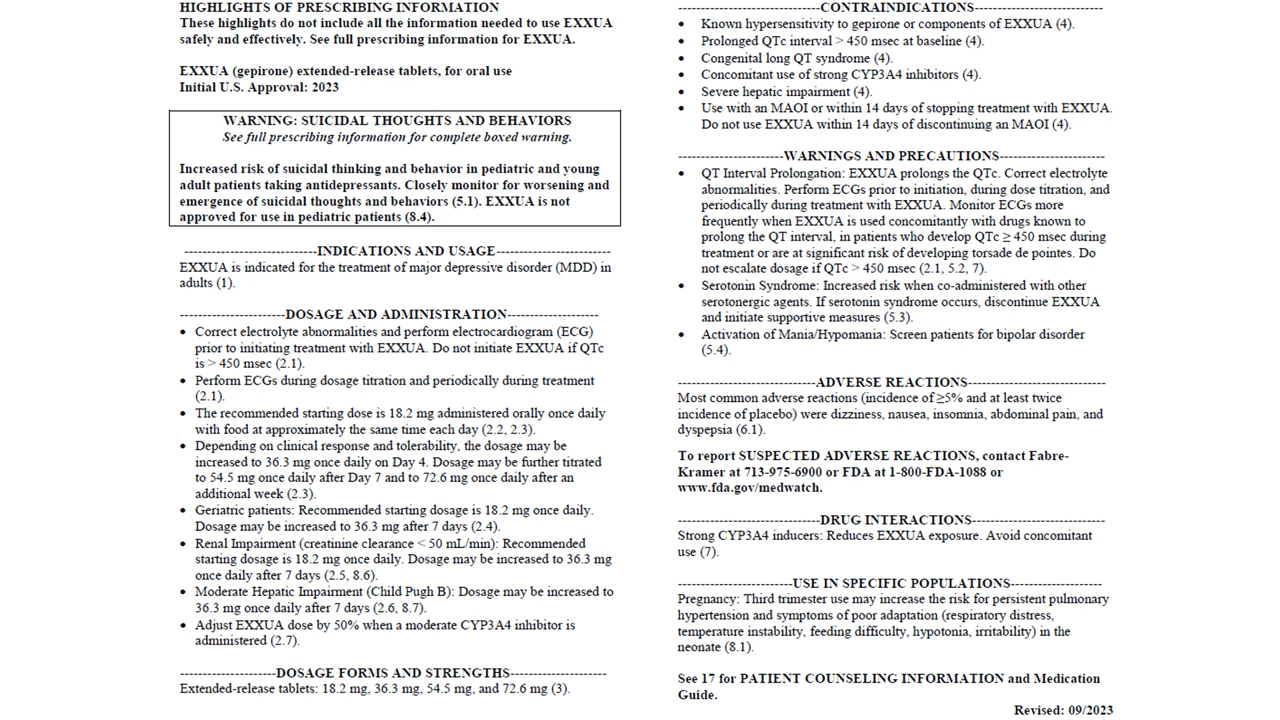 HIGHLIGHTS OF PRESCRIBING INFORMATION
These highlights do not include all the information needed to use EXXUA
safely and effectively. See full prescribing information for EXXUA.
EXXUA (gepirone) extended-release tablets, for oral use
Initial U.S. Approval: 2023
WARNING: SUICIDAL THOUGHTS AND BEHAVIORS
See full prescribing information for complete boxed warning.
Increased risk of suicidal thinking and behavior in pediatric and young
adult patients taking antidepressants. Closely monitor for worsening and
emergence of suicidal thoughts and behaviors (5.1). EXXUA is not
approved for use in pediatric patients (8.4).
-----------------------------INDICATIONS AND USAGE-------------------------
EXXUA is indicated for the treatment of major depressive disorder (MDD) in
adults (1).
-----------------------DOSAGE AND ADMINISTRATION--------------------
• Correct electrolyte abnormalities and perform electrocardiogram (ECG)
prior to initiating treatment with EXXUA. Do not initiate EXXUA if QTc
is > 450 msec (2.1).
• Perform ECGs during dosage titration and periodically during treatment
(2.1).
• The recommended starting dose is 18.2 mg administered orally once daily
with food at approximately the same time each day (2.2, 2.3).
• Depending on clinical response and tolerability, the dosage may be
increased to 36.3 mg once daily on Day 4. Dosage may be further titrated
to 54.5 mg once daily after Day 7 and to 72.6 mg once daily after an
additional week (2.3).
• Geriatric patients: Recommended starting dosage is 18.2 mg once daily.
Dosage may be increased to 36.3 mg after 7 days (2.4).
• Renal Impairment (creatinine clearance < 50 mL/min): Recommended
starting dosage is 18.2 mg once daily. Dosage may be increased to 36.3 mg
once daily after 7 days (2.5, 8.6).
• Moderate Hepatic Impairment (Child Pugh B): Dosage may be increased to
36.3 mg once daily after 7 days (2.6, 8.7).
• Adjust EXXUA dose by 50% when a moderate CYP3A4 inhibitor is
administered (2.7).
---------------------DOSAGE FORMS AND STRENGTHS---------------------
Extended-release tablets: 18.2 mg, 36.3 mg, 54.5 mg, and 72.6 mg (3).
-------------------------------CONTRAINDICATIONS----------------------------
• Known hypersensitivity to gepirone or components of EXXUA (4).
• Prolonged QTc interval > 450 msec at baseline (4).
• Congenital long QT syndrome (4).
• Concomitant use of strong CYP3A4 inhibitors (4).
• Severe hepatic impairment (4).
• Use with an MAOI or within 14 days of stopping treatment with EXXUA.
Do not use EXXUA within 14 days of discontinuing an MAOI (4).
-----------------------WARNINGS AND PRECAUTIONS-----------------------
• QT Interval Prolongation: EXXUA prolongs the QTc. Correct electrolyte
abnormalities. Perform ECGs prior to initiation, during dose titration, and
periodically during treatment with EXXUA. Monitor ECGs more
frequently when EXXUA is used concomitantly with drugs known to
prolong the QT interval, in patients who develop QTc ≥ 450 msec during
treatment or are at significant risk of developing torsade de pointes. Do
not escalate dosage if QTc > 450 msec (2.1, 5.2, 7).
• Serotonin Syndrome: Increased risk when co-administered with other
serotonergic agents. If serotonin syndrome occurs, discontinue EXXUA
and initiate supportive measures (5.3).
• Activation of Mania/Hypomania: Screen patients for bipolar disorder
(5.4).
------------------------------ADVERSE REACTIONS------------------------------
Most common adverse reactions (incidence of ≥5% and at least twice
incidence of placebo) were dizziness, nausea, insomnia, abdominal pain, and
dyspepsia (6.1).
To report SUSPECTED ADVERSE REACTIONS, contact Fabre-
Kramer at 713-975-6900 or FDA at 1-800-FDA-1088 or
www.fda.gov/medwatch.
-------------------------------DRUG INTERACTIONS-----------------------------
Strong CYP3A4 inducers: Reduces EXXUA exposure. Avoid concomitant
use (7).
-------------------------USE IN SPECIFIC POPULATIONS--------------------
Pregnancy: Third trimester use may increase the risk for persistent pulmonary
hypertension and symptoms of poor adaptation (respiratory distress,
temperature instability, feeding difficulty, hypotonia, irritability) in the
neonate (8.1).
See 17 for PATIENT COUNSELING INFORMATION and Medication
Guide.
Revised: 09/2023